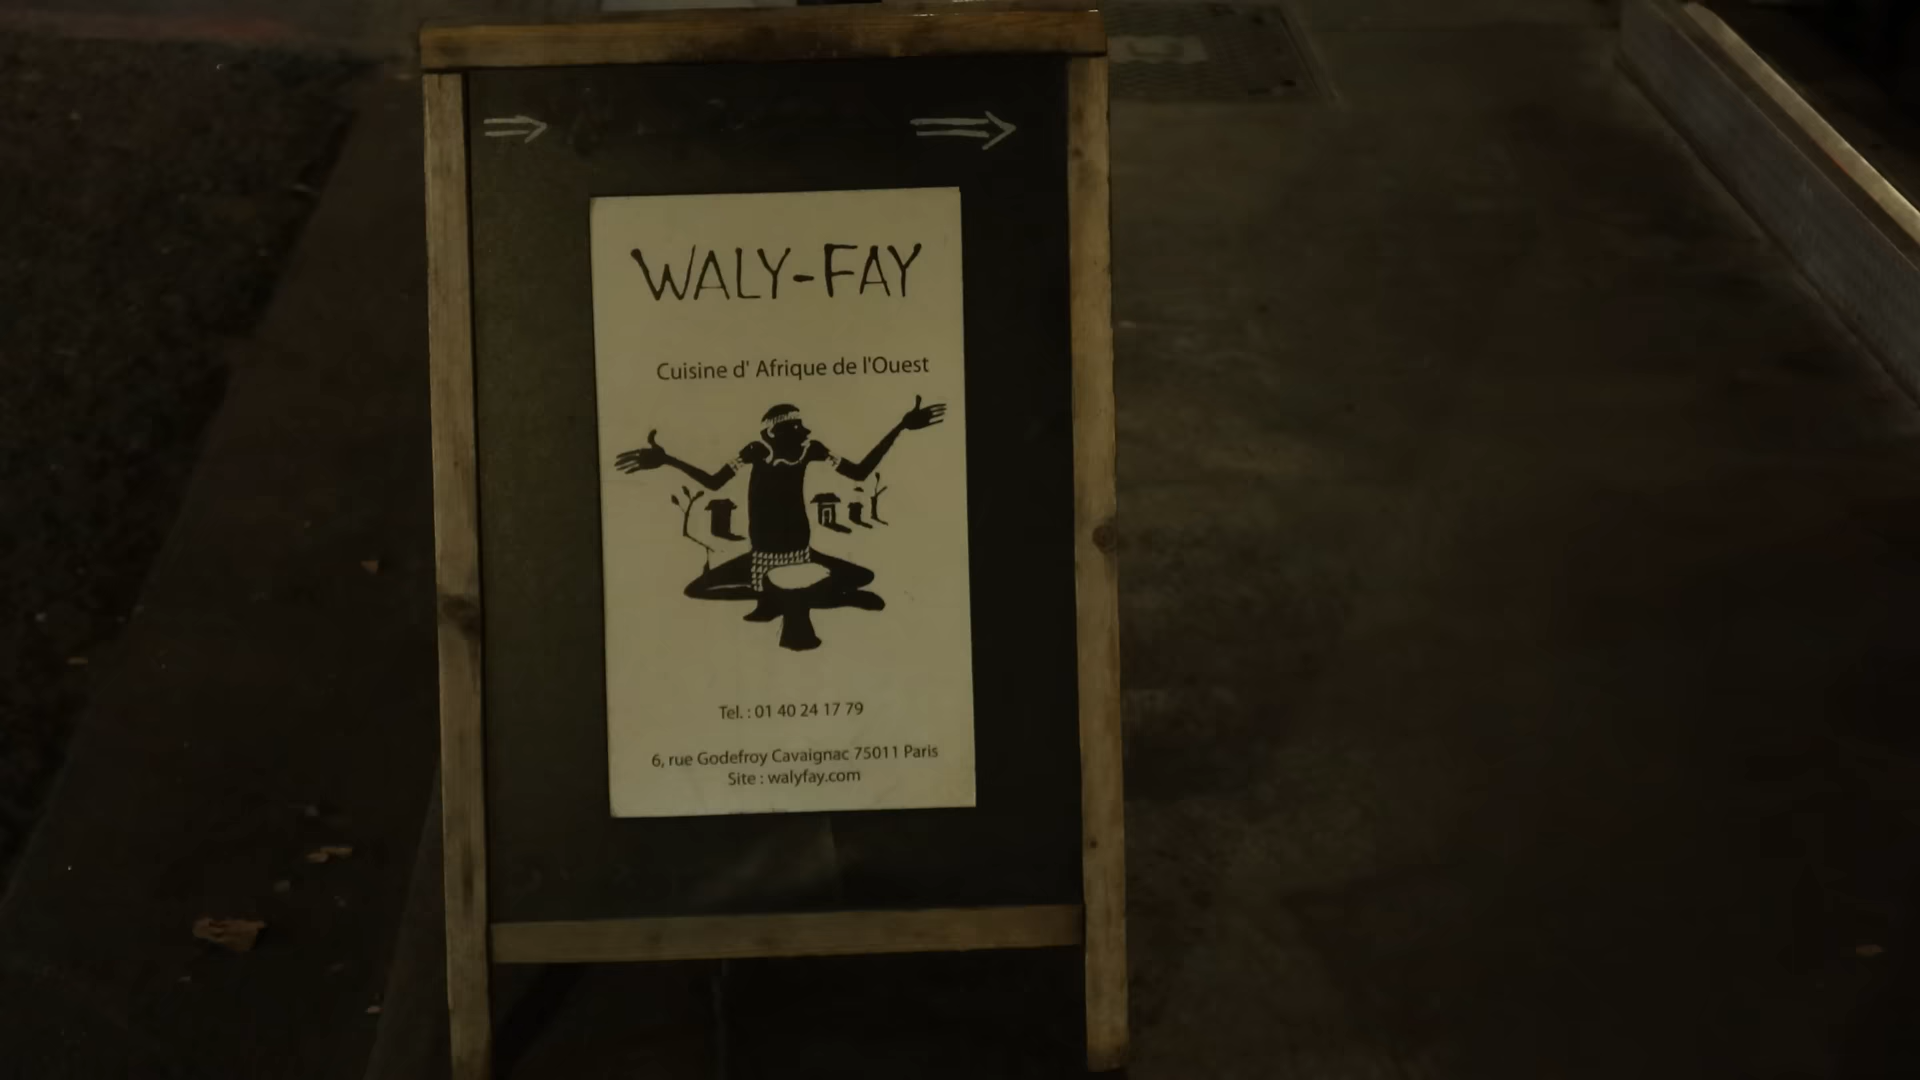 WALY-FAY
Cuisine d' Afrique de l'Ouest
Tel. : 01 40 24 17 79
6, rue Godefroy Cavaignac 75011 Paris
Site : walyfay.com